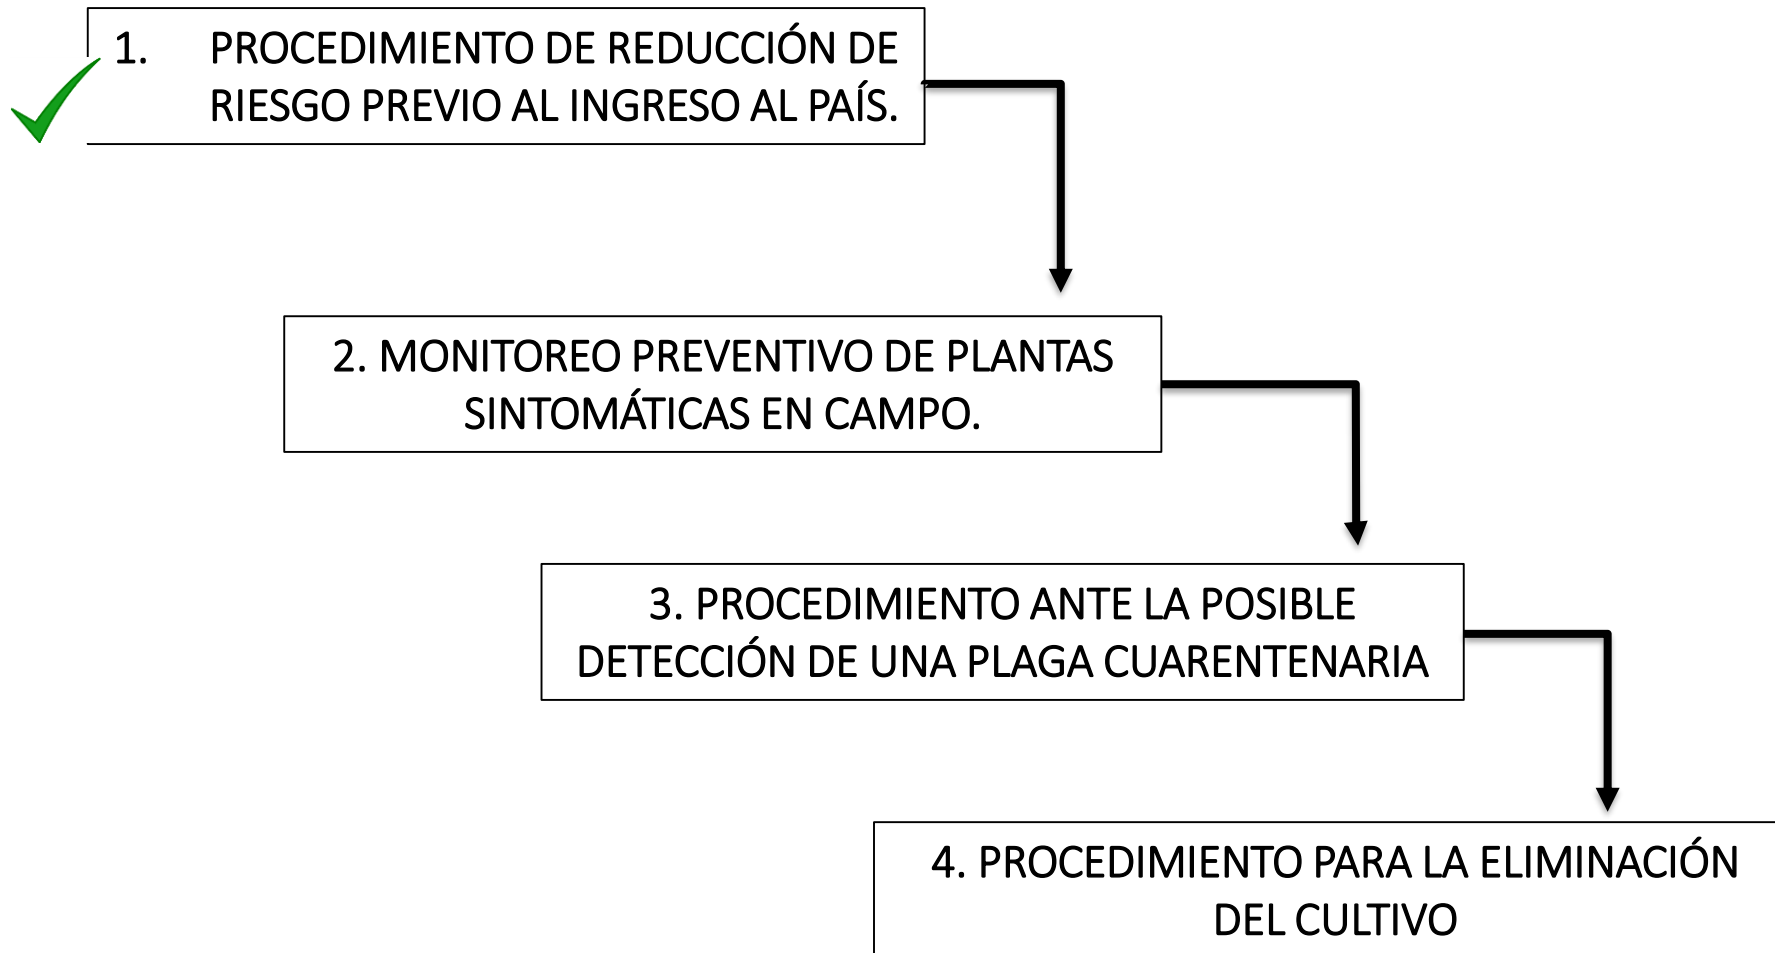 1. PROCEDIMIENTO DE REDUCCIÓN DE
RIESGO PREVIO AL INGRESO AL PAÍS.
2. MONITOREO PREVENTIVO DE PLANTAS
SINTOMÁTICAS EN CAMPO.
3. PROCEDIMIENTO ANTE LA POSIBLE
DETECCIÓN DE UNA PLAGA CUARENTENARIA
4. PROCEDIMIENTO PARA LA ELIMINACIÓN
DEL CULTIVO